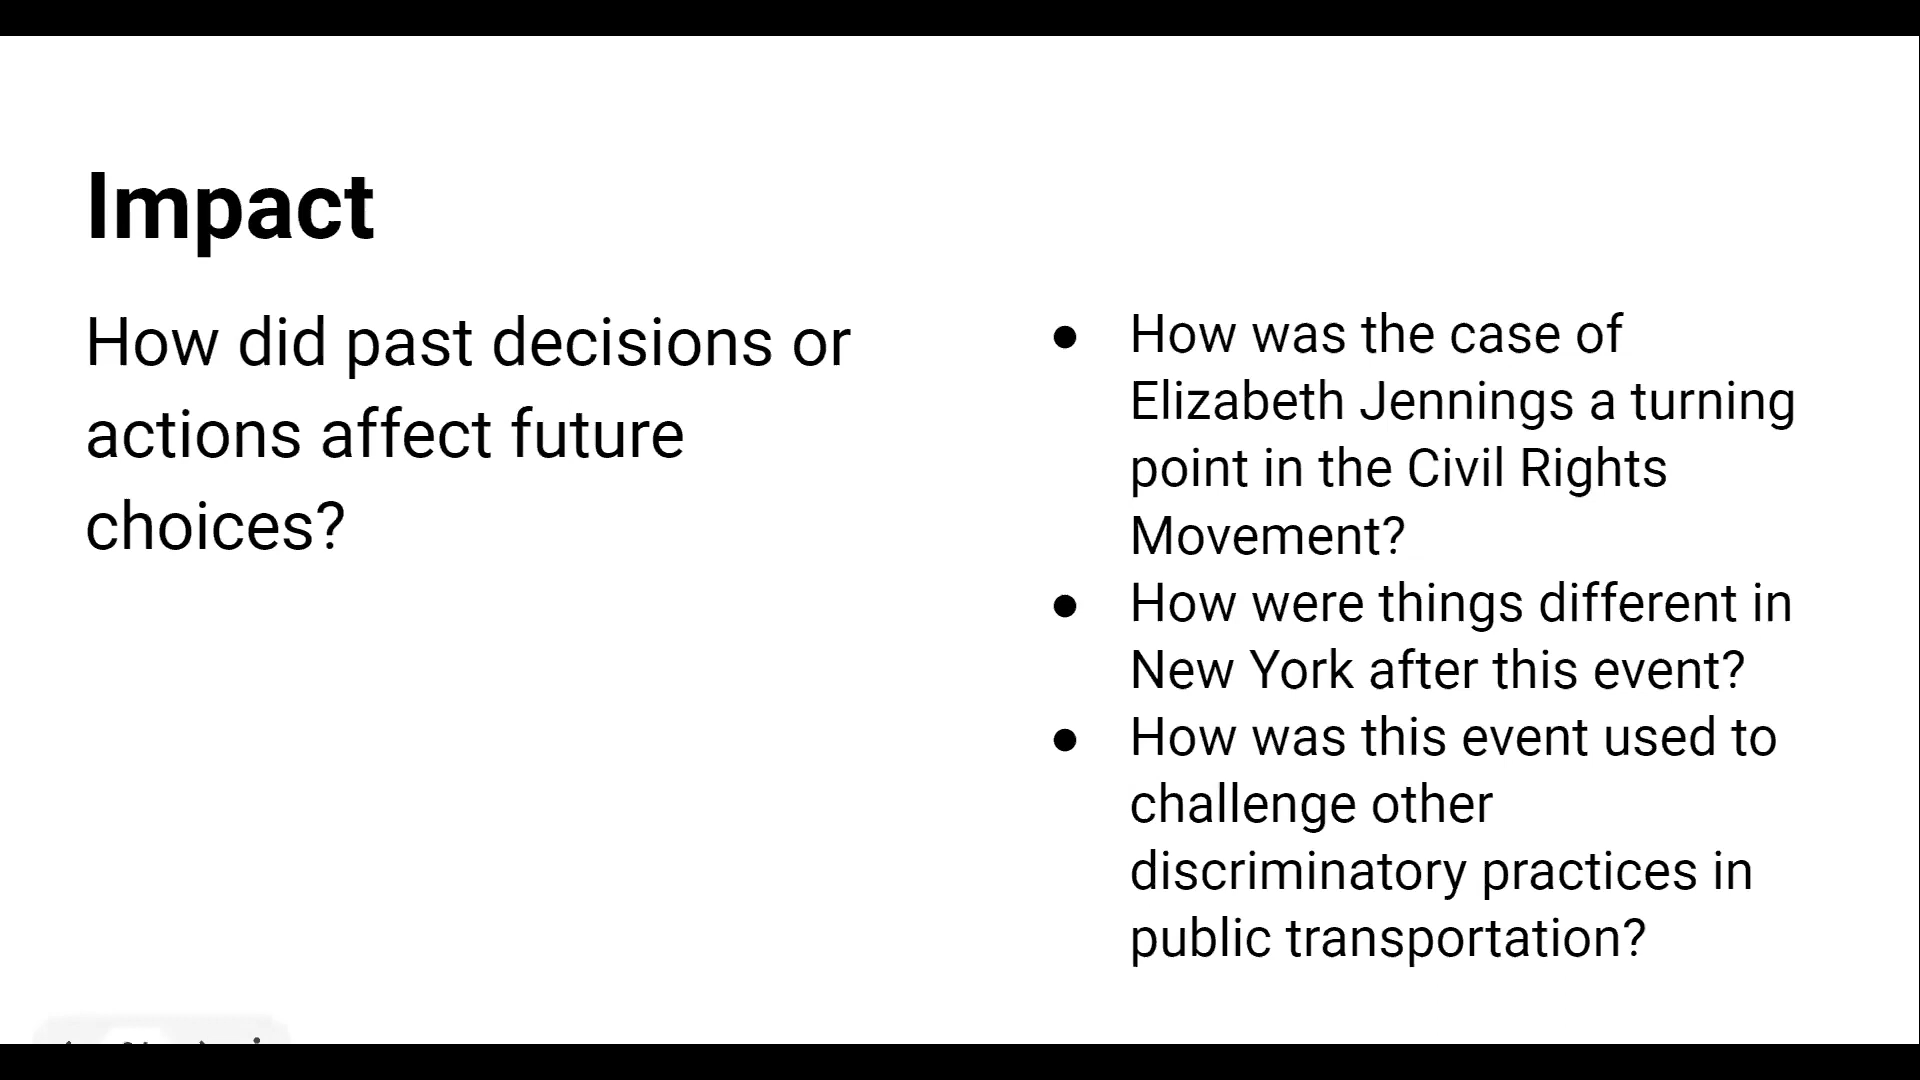 Impact
How did past decisions or
actions affect future
choices?
● How was the case of
Elizabeth Jennings a turning
point in the Civil Rights
Movement?
● How were things different in
New York after this event?
● How was this event used to
challenge other
discriminatory practices in
public transportation?